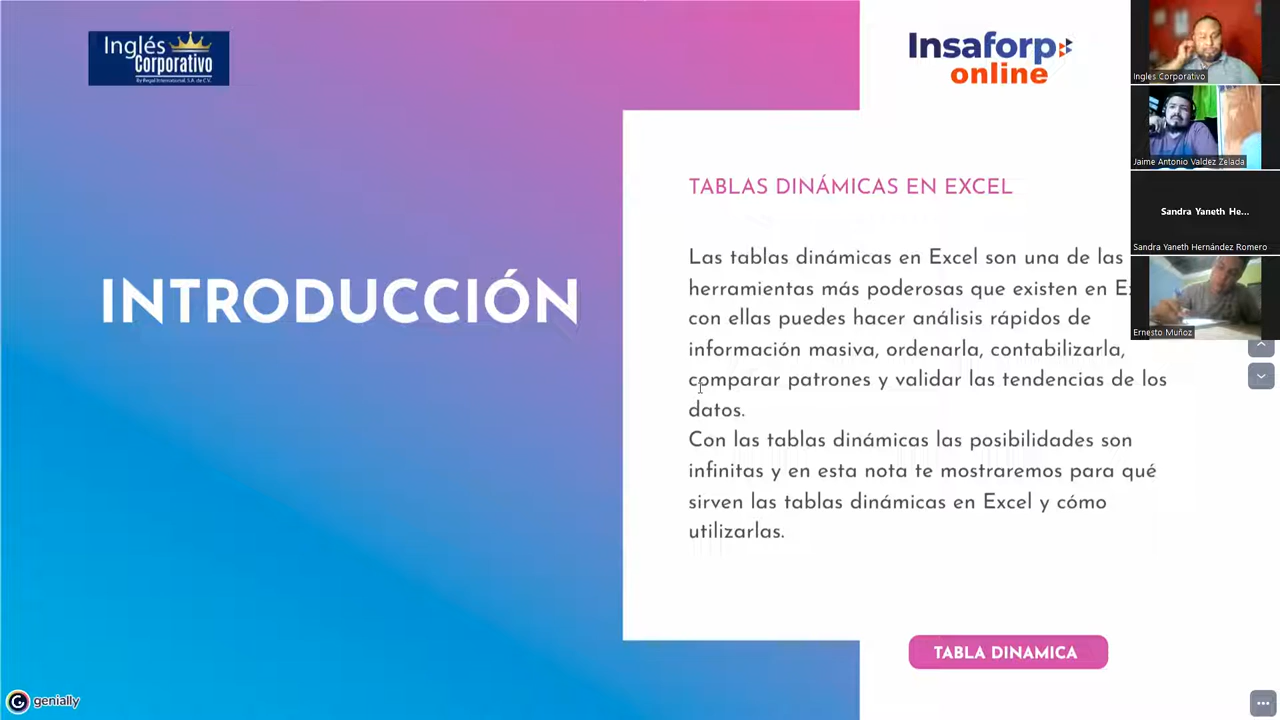 Inglés
Corporativo
By Regal International, S.A. de C.V.
Insaforp
online
Ingles Corporativo
Jaime Antonio Valdez Zelada
Sandra Yaneth He...
Sandra Yaneth Hernández Romero
Ernesto Muñoz
INTRODUCCIÓN
TABLAS DINÁMICAS EN EXCEL
Las tablas dinámicas en Excel son una de las
herramientas más poderosas que existen en
con ellas puedes hacer análisis rápidos de
información masiva, ordenarla, contabilizarla,
comparar patrones y validar las tendencias de los
datos.
Con las tablas dinámicas las posibilidades son
infinitas y en esta nota te mostraremos para qué
sirven las tablas dinámicas en Excel y cómo
utilizarlas.
TABLA DINAMICA
genially